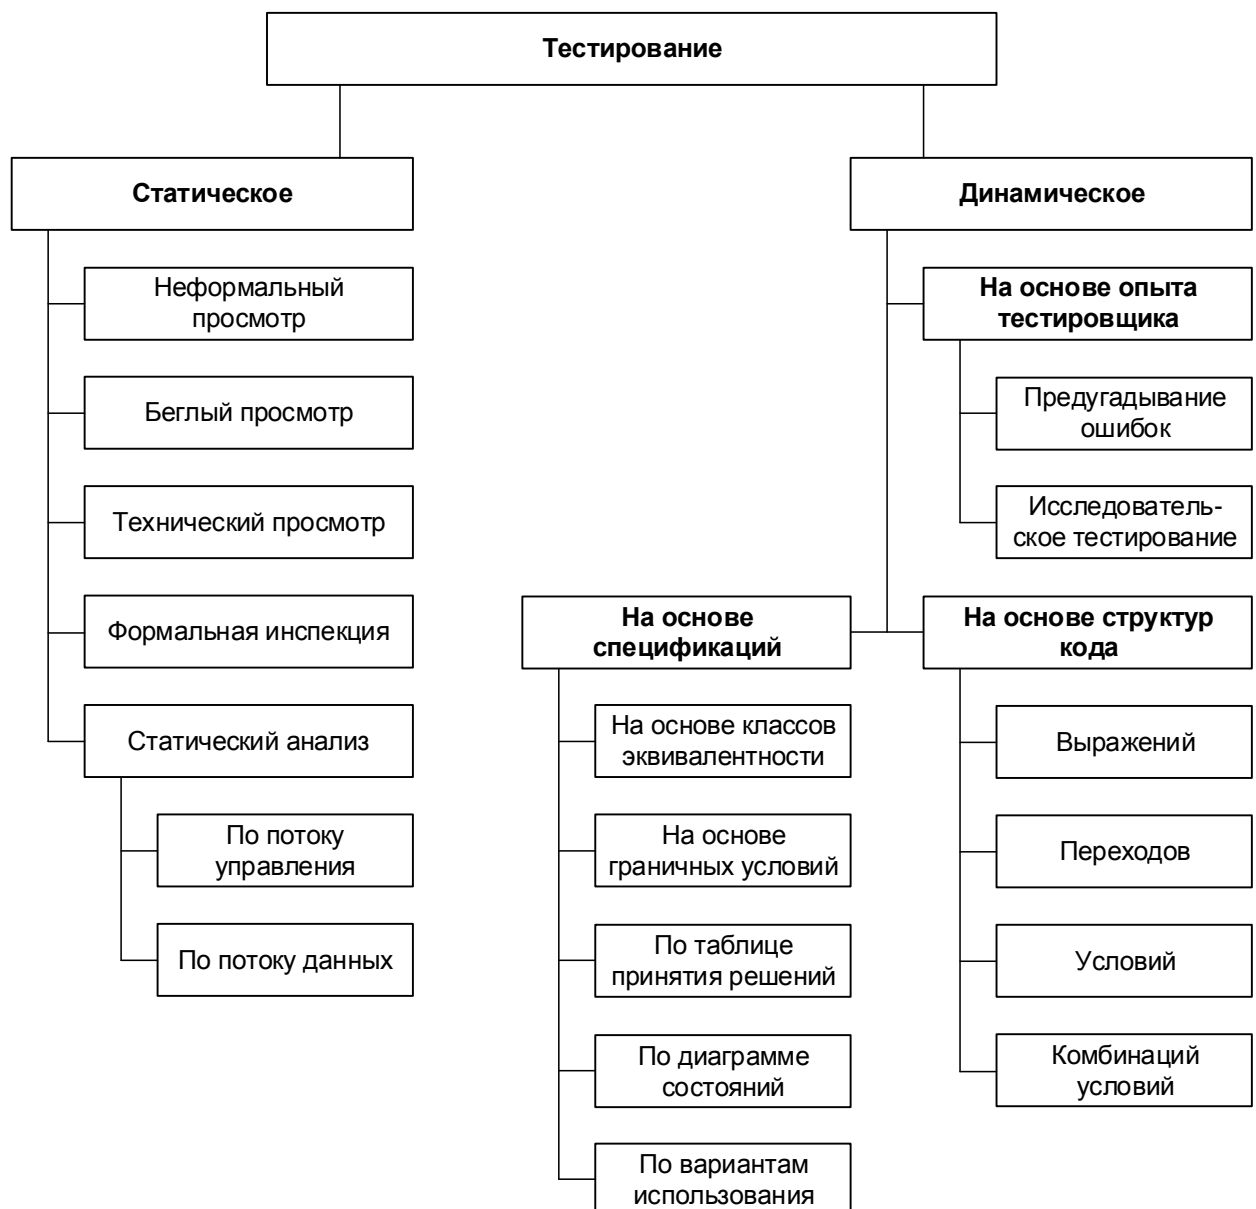 Тестирование
Статическое
Неформальный
просмотр
Беглый просмотр
Технический просмотр
Формальная инспекция
Статический анализ
По потоку
управления
По потоку данных
Динамическое
На основе опыта
тестировщика
Предугадывание
ошибок
Исследователь-
ское тестирование
На основе
спецификаций
На основе классов
эквивалентности
На основе
граничных условий
По таблице
принятия решений
По диаграмме
состояний
По вариантам
использования
На основе структур
кода
Выражений
Переходов
Условий
Комбинаций
условий